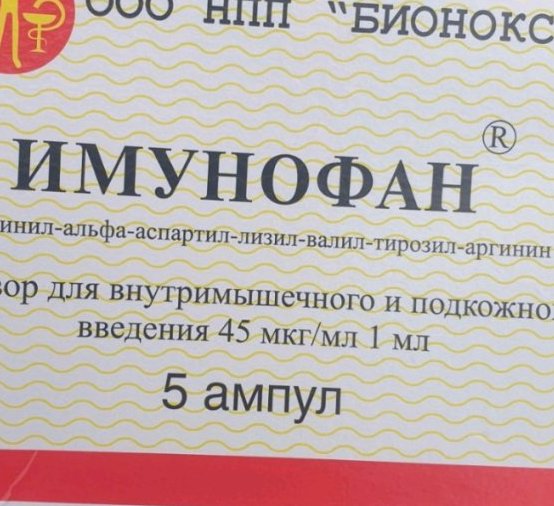 ООО НПП "БИОНОКС
ИМУНОФАН®
инил-альфа-аспартил-лизил-валил-тирозил-аргинин
вор для внутримышечного и подкожно
введения 45 мкг/мл 1 мл
5 ампул